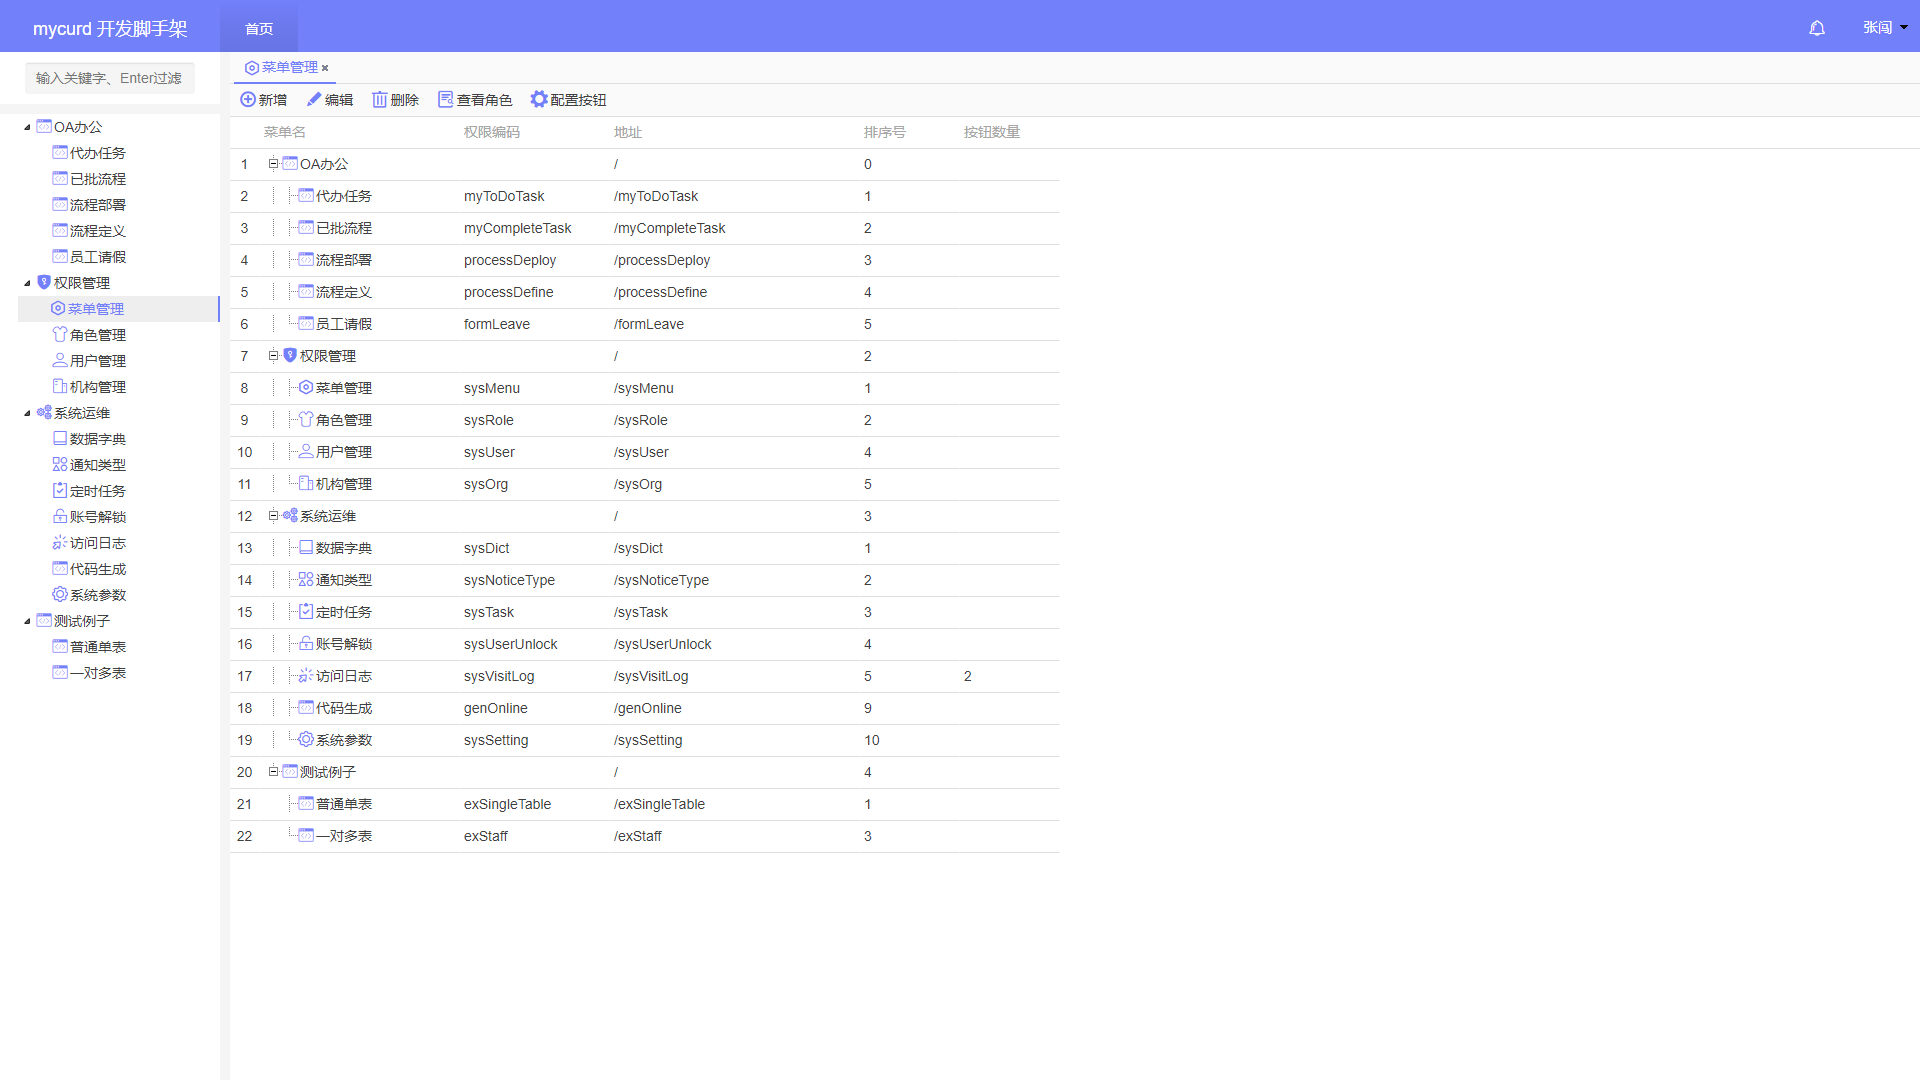 mycurd 开发脚手架 首页 张闯
输入关键字、Enter过滤
OA办公
代办任务
已批流程
流程部署
流程定义
员工请假
权限管理
菜单管理
角色管理
用户管理
机构管理
系统运维
数据字典
通知类型
定时任务
账号解锁
访问日志
代码生成
系统参数
测试例子
普通单表
一对多表
菜单管理
新增 编辑 删除 查看角色 配置按钮
菜单名 权限编码 地址 排序号 按钮数量
1 OA办公 / 0
2 代办任务 myToDoTask /myToDoTask 1
3 已批流程 myCompleteTask /myCompleteTask 2
4 流程部署 processDeploy /processDeploy 3
5 流程定义 processDefine /processDefine 4
6 员工请假 formLeave /formLeave 5
7 权限管理 / 2
8 菜单管理 sysMenu /sysMenu 1
9 角色管理 sysRole /sysRole 2
10 用户管理 sysUser /sysUser 4
11 机构管理 sysOrg /sysOrg 5
12 系统运维 / 3
13 数据字典 sysDict /sysDict 1
14 通知类型 sysNoticeType /sysNoticeType 2
15 定时任务 sysTask /sysTask 3
16 账号解锁 sysUserUnlock /sysUserUnlock 4
17 访问日志 sysVisitLog /sysVisitLog 5 2
18 代码生成 genOnline /genOnline 9
19 系统参数 sysSetting /sysSetting 10
20 测试例子 / 4
21 普通单表 exSingleTable /exSingleTable 1
22 一对多表 exStaff /exStaff 3